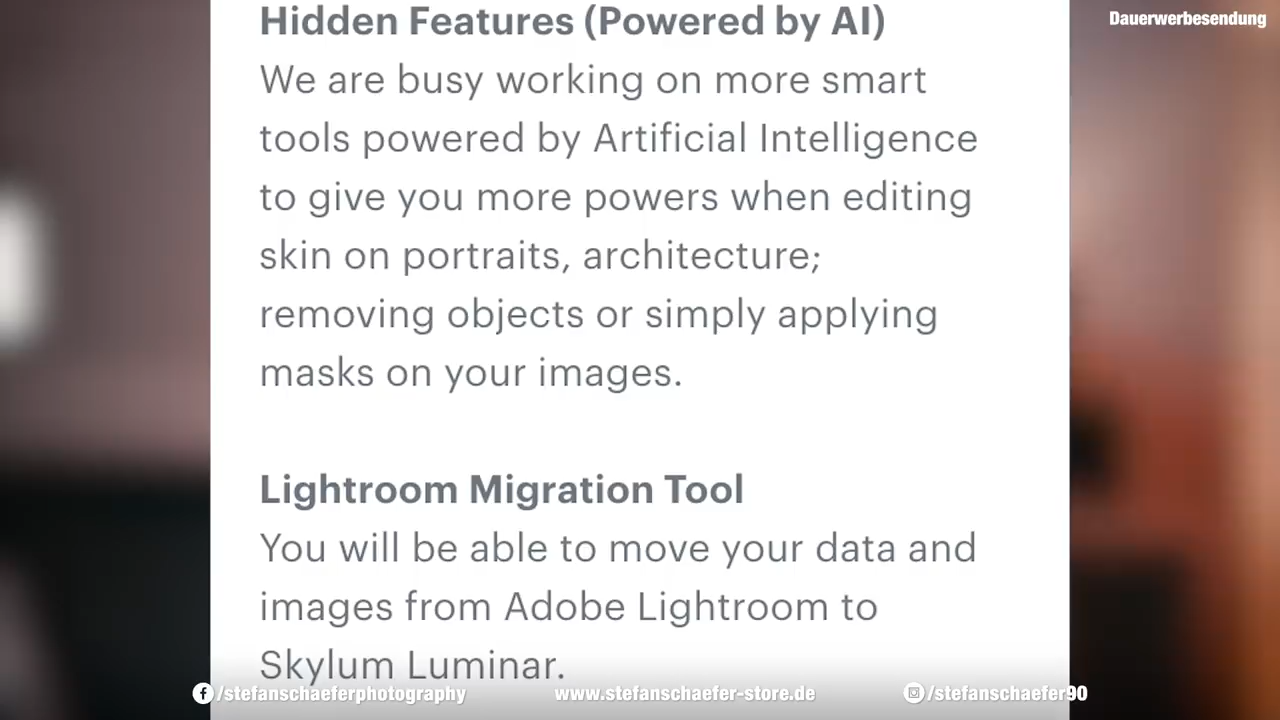 Dauerwerbesendung
Hidden Features (Powered by AI)
We are busy working on more smart
tools powered by Artificial Intelligence
to give you more powers when editing
skin on portraits, architecture;
removing objects or simply applying
masks on your images.
Lightroom Migration Tool
You will be able to move your data and
images from Adobe Lightroom to
Skylum Luminar.
/stefanschaeferphotography
www.stefanschaefer-store.de
/stefanschaefer90